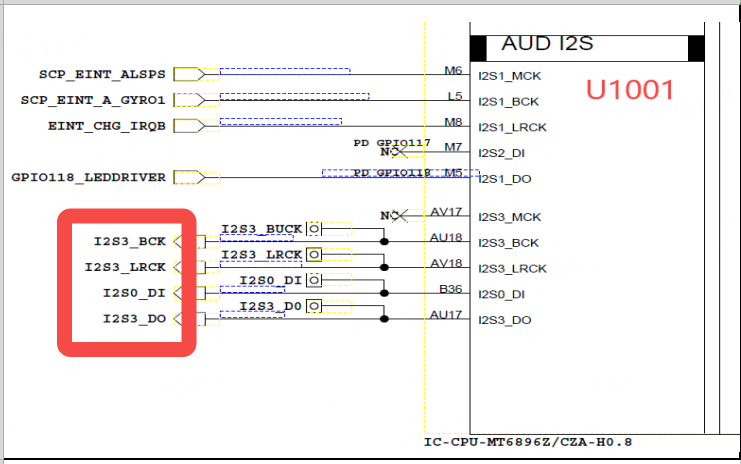 AUD I2S
U1001
SCP_EINT_ALSPS M6 I2S1_MCK
SCP_EINT_A_GYRO1 L5 I2S1_BCK
EINT_CHG_IRQB M8 I2S1_LRCK
PD GPIO117
NC M7 I2S2_DI
PD GPIO118
GPIO118_LEDDRIVER M5 I2S1_DO
NC AV17 I2S3_MCK
I2S3_BUCK
I2S3_BCK AU18 I2S3_BCK
I2S3_LRCK
I2S3_LRCK AV18 I2S3_LRCK
I2S0_DI
I2S0_DI B36 I2S0_DI
I2S3_D0
I2S3_DO AU17 I2S3_DO
IC-CPU-MT6896Z/CZA-H0.8